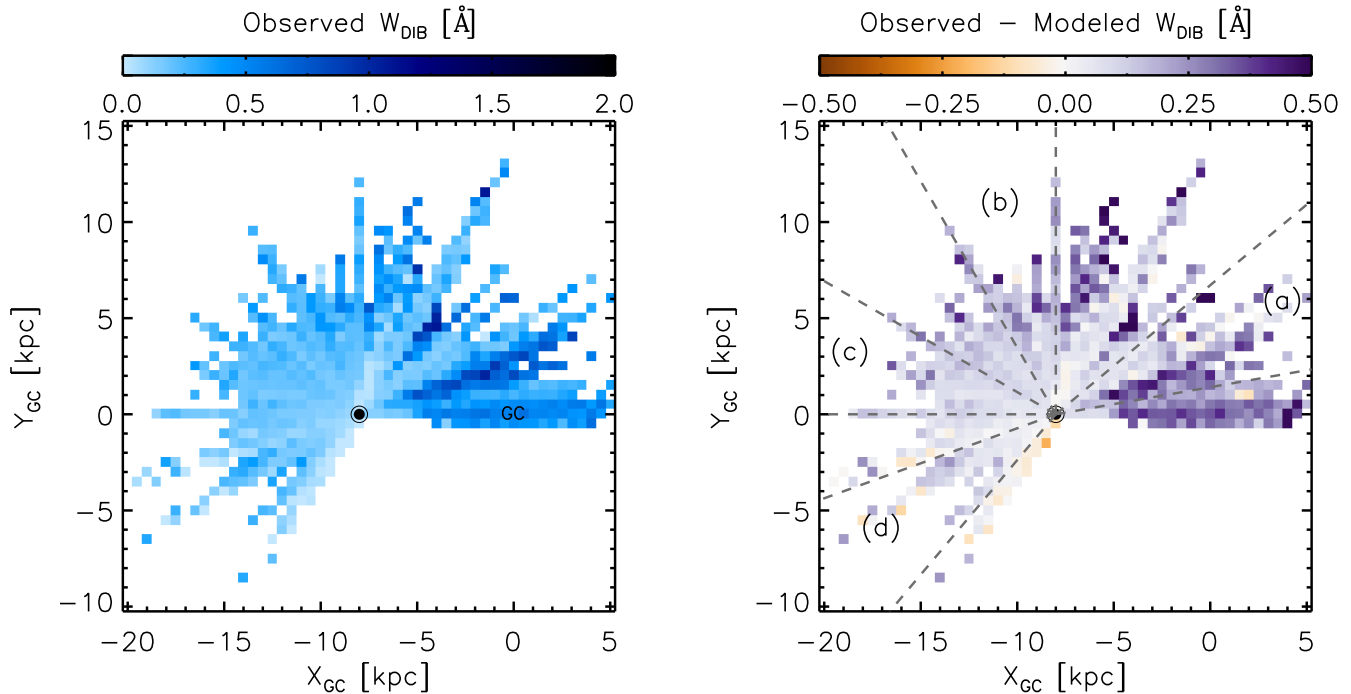 Observed W_DIB [Å]
0.0 0.5 1.0 1.5 2.0
15
10
5
0
−5
−10
Y_GC [kpc]
GC
−20 −15 −10 −5 0 5
X_GC [kpc]
Observed − Modeled W_DIB [Å]
−0.50 −0.25 −0.00 0.25 0.50
15
10
5
0
−5
−10
Y_GC [kpc]
(b)
(a)
(c)
(d)
−20 −15 −10 −5 0 5
X_GC [kpc]